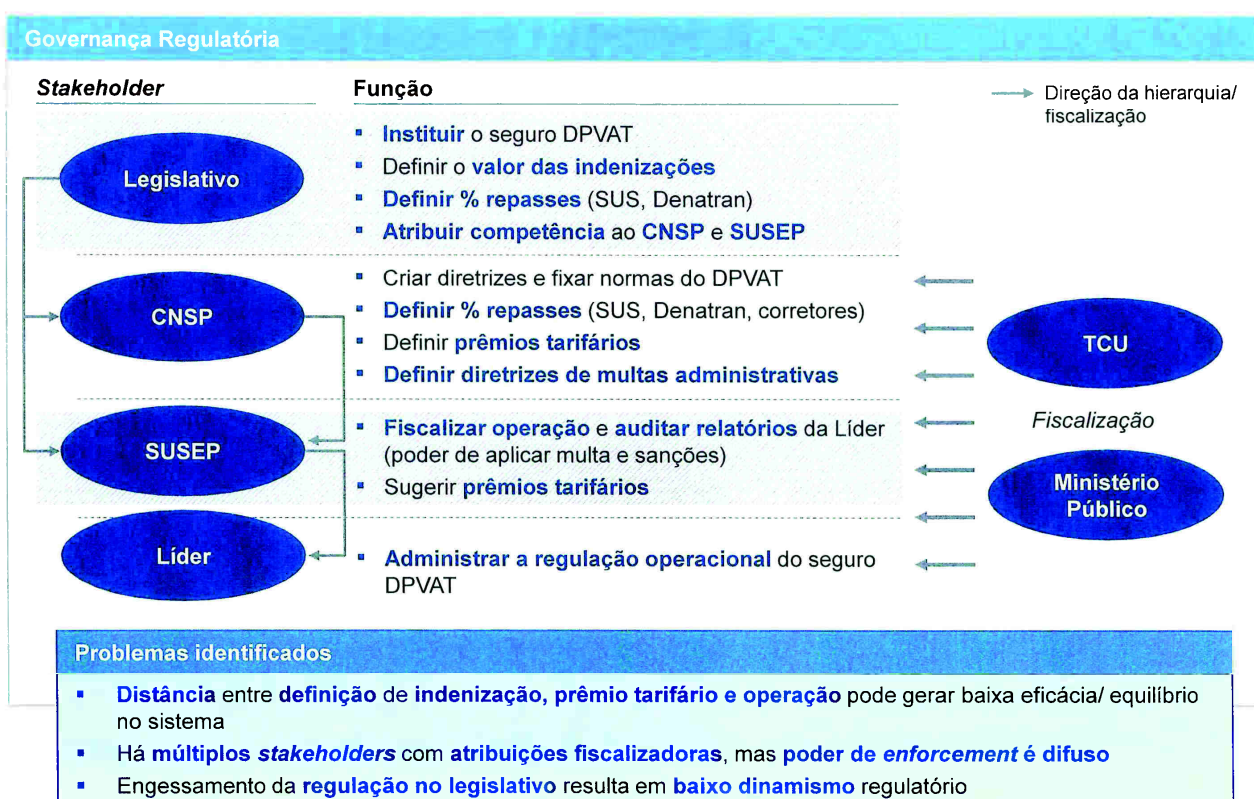 Governança Regulatória
Stakeholder
Função
Direção da hierarquia/
fiscalização
Legislativo
▪ Instituir o seguro DPVAT
▪ Definir o valor das indenizações
▪ Definir % repasses (SUS, Denatran)
▪ Atribuir competência ao CNSP e SUSEP
CNSP
▪ Criar diretrizes e fixar normas do DPVAT
▪ Definir % repasses (SUS, Denatran, corretores)
▪ Definir prêmios tarifários
▪ Definir diretrizes de multas administrativas
TCU
SUSEP
▪ Fiscalizar operação e auditar relatórios da Líder
(poder de aplicar multa e sanções)
▪ Sugerir prêmios tarifários
Fiscalização
Ministério
Público
Líder
▪ Administrar a regulação operacional do seguro
DPVAT
Problemas identificados
▪ Distância entre definição de indenização, prêmio tarifário e operação pode gerar baixa eficácia/ equilíbrio
no sistema
▪ Há múltiplos stakeholders com atribuições fiscalizadoras, mas poder de enforcement é difuso
▪ Engessamento da regulação no legislativo resulta em baixo dinamismo regulatório